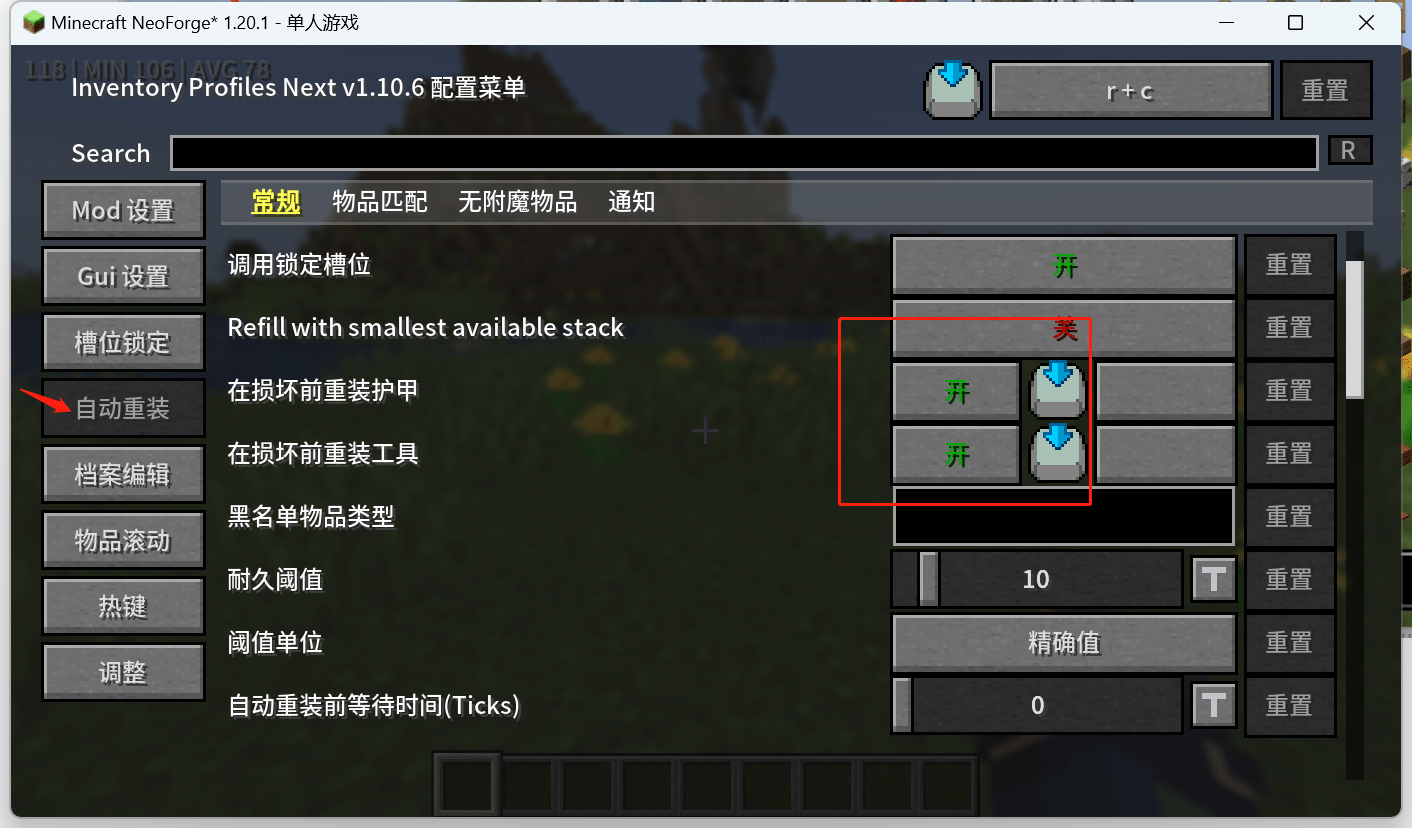 Minecraft NeoForge* 1.20.1 - 单人游戏
118 | MIN 106 | AVG 78
Inventory Profiles Next v1.10.6 配置菜单
r + c
重置
Search
R
Mod 设置
Gui 设置
槽位锁定
自动重装
档案编辑
物品滚动
热键
调整
常规 物品匹配 无附魔物品 通知
调用锁定槽位 开 重置
Refill with smallest available stack 关 重置
在损坏前重装护甲 开 重置
在损坏前重装工具 开 重置
黑名单物品类型 重置
耐久阈值 10 T 重置
阈值单位 精确值 重置
自动重装前等待时间(Ticks) 0 T 重置